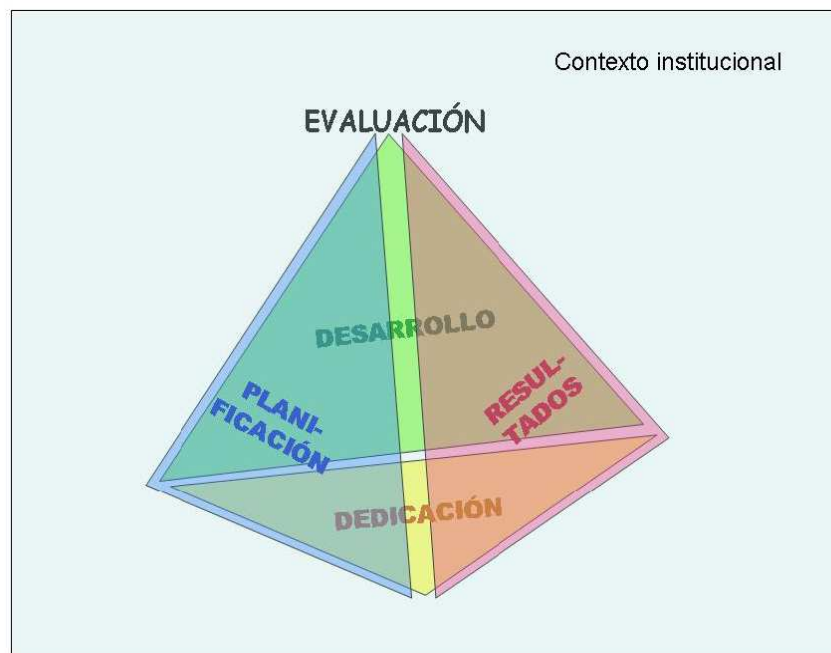 Contexto institucional
EVALUACIÓN
DESARROLLO
PLANI-
FICACIÓN
RESUL-
TADOS
DEDICACIÓN